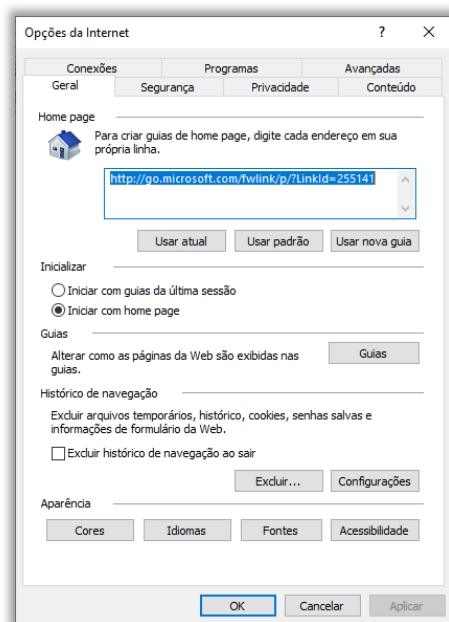 Opções da Internet ? ×
Conexões Programas Avançadas
Geral Segurança Privacidade Conteúdo
Home page
Para criar guias de home page, digite cada endereço em sua
própria linha.
http://go.microsoft.com/fwlink/p/?LinkId=255141
Usar atual Usar padrão Usar nova guia
Inicializar
Iniciar com guias da última sessão
Iniciar com home page
Guias
Alterar como as páginas da Web são exibidas nas
guias.
Guias
Histórico de navegação
Excluir arquivos temporários, histórico, cookies, senhas salvas e
informações de formulário da Web.
Excluir histórico de navegação ao sair
Excluir... Configurações
Aparência
Cores Idiomas Fontes Acessibilidade
OK Cancelar Aplicar